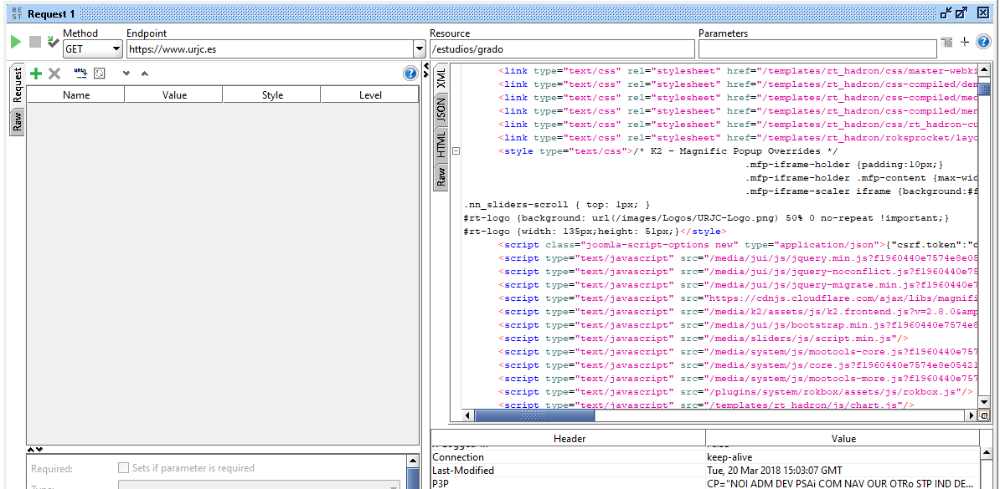 RE
ST
Request 1
Method
Endpoint
Resource
Parameters
GET
https://www.urjc.es
/estudios/grado
Request
Raw
Name
Value
Style
Level
Required:
Sets if parameter is required
XML
JSON
HTML
Raw
<link type="text/css" rel="stylesheet" href="/templates/rt_hadron/css/master-webki
<link type="text/css" rel="stylesheet" href="/templates/rt_hadron/css-compiled/dem
<link type="text/css" rel="stylesheet" href="/templates/rt_hadron/css-compiled/med
<link type="text/css" rel="stylesheet" href="/templates/rt_hadron/css-compiled/men
<link type="text/css" rel="stylesheet" href="/templates/rt_hadron/css/rt_hadron-cu
<link type="text/css" rel="stylesheet" href="/templates/rt_hadron/roksprocket/layo
<style type="text/css">/* K2 - Magnific Popup Overrides */
.mfp-iframe-holder {padding:10px;}
.mfp-iframe-holder .mfp-content {max-wid
.mfp-iframe-scaler iframe {background:#f
.nn_sliders-scroll { top: 1px; }
#rt-logo {background: url(/images/Logos/URJC-Logo.png) 50% 0 no-repeat !important;}
#rt-logo {width: 135px;height: 51px;}</style>
<script class="joomla-script-options new" type="application/json">{"csrf.token":"d
<script type="text/javascript" src="/media/jui/js/jquery.min.js?f1960440e7574e8e05
<script type="text/javascript" src="/media/jui/js/jquery-noconflict.js?f1960440e75
<script type="text/javascript" src="/media/jui/js/jquery-migrate.min.js?f1960440e7
<script type="text/javascript" src="https://cdnjs.cloudflare.com/ajax/libs/magnifi
<script type="text/javascript" src="/media/k2/assets/js/k2.frontend.js?v=2.8.0&amp
<script type="text/javascript" src="/media/jui/js/bootstrap.min.js?f1960440e7574e8
<script type="text/javascript" src="/media/sliders/js/script.min.js"/>
<script type="text/javascript" src="/media/system/js/mootools-core.js?f1960440e757
<script type="text/javascript" src="/media/system/js/core.js?f1960440e7574e8e05421
<script type="text/javascript" src="/media/system/js/mootools-more.js?f1960440e757
<script type="text/javascript" src="/plugins/system/rokbox/assets/js/rokbox.js"/>
<script type="text/javascript" src="/templates/rt_hadron/js/chart.js"/>
Header
Value
Connection
keep-alive
Last-Modified
Tue, 20 Mar 2018 15:03:07 GMT
P3P
CP="NOI ADM DEV PSAi COM NAV OUR OTRo STP IND DE...